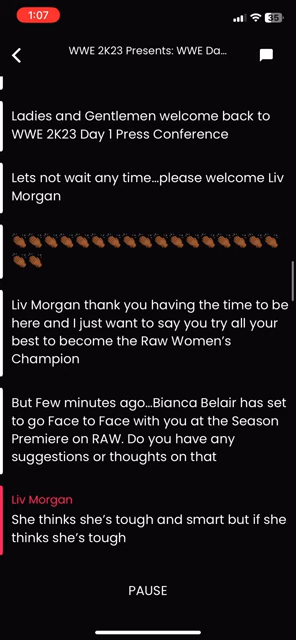 1:07
35
WWE 2K23 Presents: WWE Da...
Ladies and Gentlemen welcome back to
WWE 2K23 Day 1 Press Conference
Lets not wait any time...please welcome Liv
Morgan
👏🏾👏🏾👏🏾👏🏾👏🏾👏🏾👏🏾👏🏾👏🏾👏🏾👏🏾👏🏾👏🏾👏🏾👏🏾👏🏾👏🏾
👏🏾👏🏾
Liv Morgan thank you having the time to be
here and I just want to say you try all your
best to become the Raw Women's
Champion
But Few minutes ago...Bianca Belair has set
to go Face to Face with you at the Season
Premiere on RAW. Do you have any
suggestions or thoughts on that
Liv Morgan
She thinks she's tough and smart but if she
thinks she's tough
PAUSE